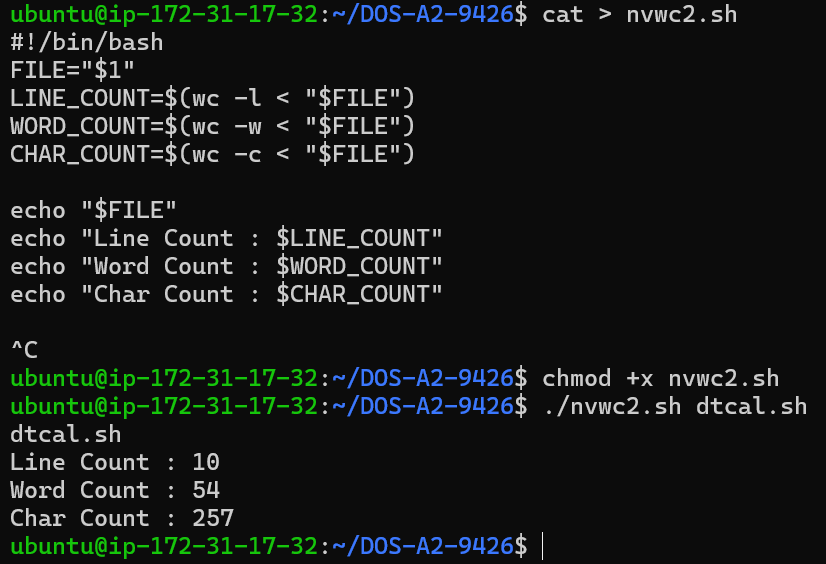 ubuntu@ip-172-31-17-32:~/DOS-A2-9426$ cat > nvwc2.sh
#!/bin/bash
FILE="$1"
LINE_COUNT=$(wc -l < "$FILE")
WORD_COUNT=$(wc -w < "$FILE")
CHAR_COUNT=$(wc -c < "$FILE")

echo "$FILE"
echo "Line Count : $LINE_COUNT"
echo "Word Count : $WORD_COUNT"
echo "Char Count : $CHAR_COUNT"

^C
ubuntu@ip-172-31-17-32:~/DOS-A2-9426$ chmod +x nvwc2.sh
ubuntu@ip-172-31-17-32:~/DOS-A2-9426$ ./nvwc2.sh dtcal.sh
dtcal.sh
Line Count : 10
Word Count : 54
Char Count : 257
ubuntu@ip-172-31-17-32:~/DOS-A2-9426$